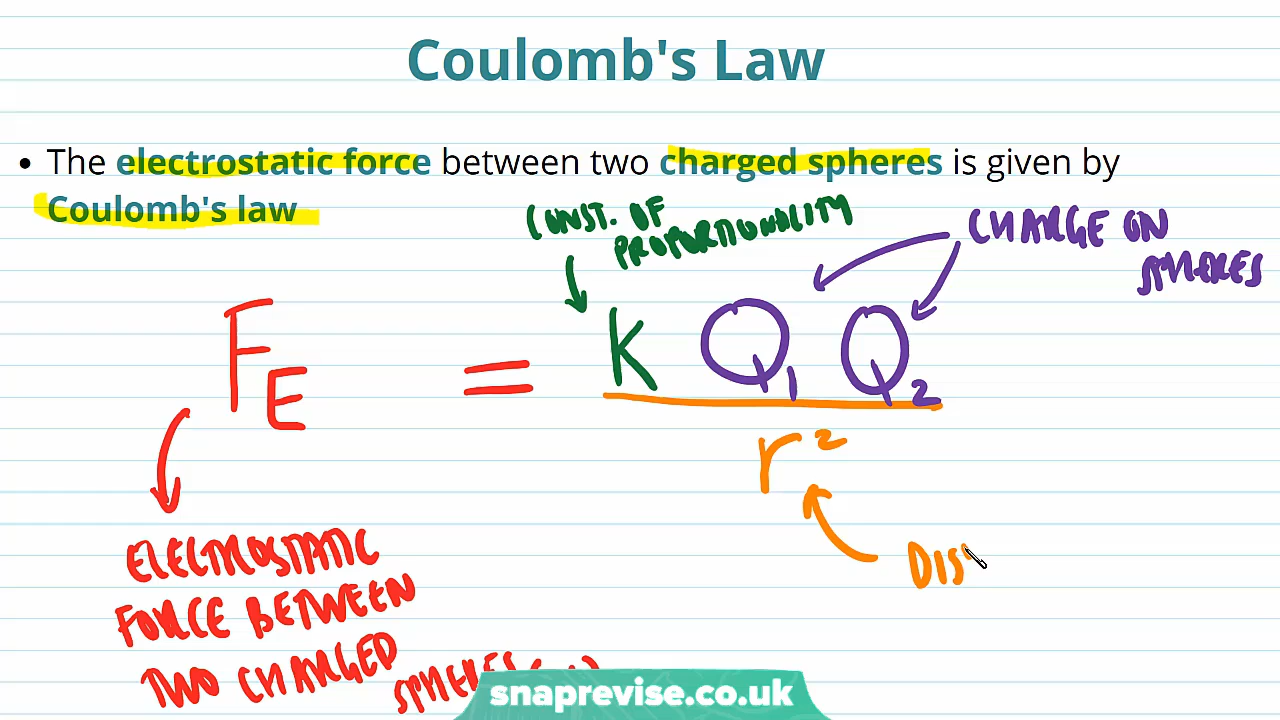 Coulomb's Law
• The electrostatic force between two charged spheres is given by
Coulomb's law
CONST. OF
PROPORTIONALITY
CHARGE ON
SPHERES
F_E = K Q₁ Q₂
r²
DIS
ELECTROSTATIC
FORCE BETWEEN
TWO CHARGED
SPHERES
snaprevise.co.uk